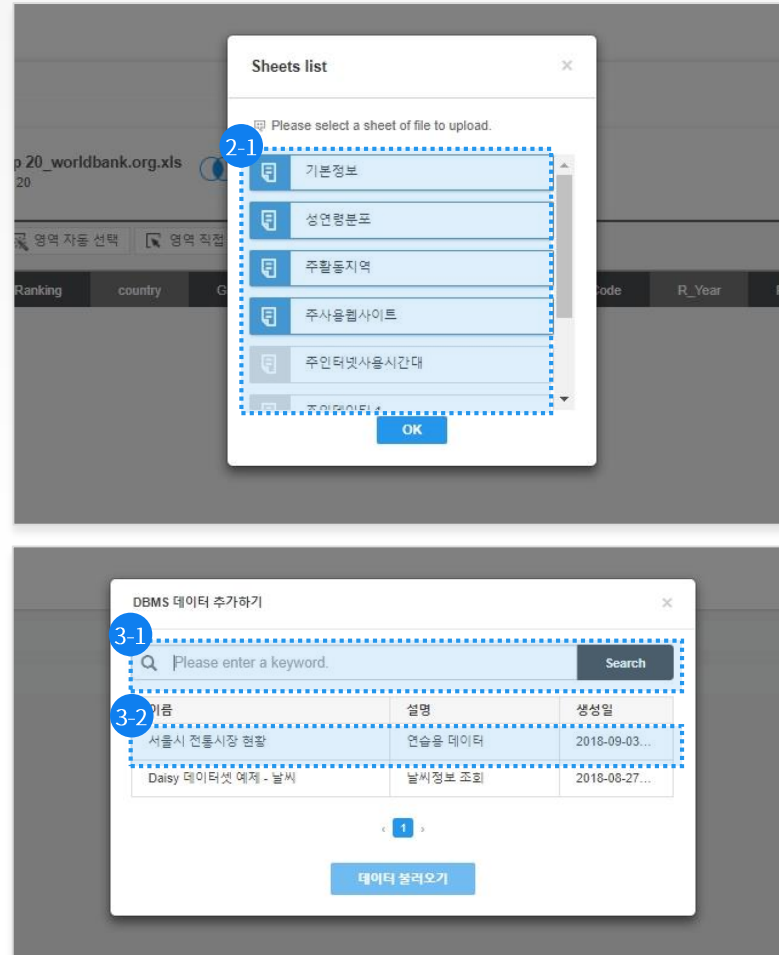 Sheets list
×
Please select a sheet of file to upload.
2-1
p 20_worldbank.org.xls
20
기본정보
성연령분포
영역 자동 선택
영역 직접
주활동지역
Ranking
country
G
Code
R_Year
주사용웹사이트
주인터넷사용시간대
OK
DBMS 데이터 추가하기
×
3-1
Please enter a keyword.
Search
3-2
이름
설명
생성일
서울시 전통시장 현황
연습용 데이터
2018-09-03...
Daisy 데이터셋 예제 - 날씨
날씨정보 조회
2018-08-27...
‹ 1 ›
데이터 불러오기